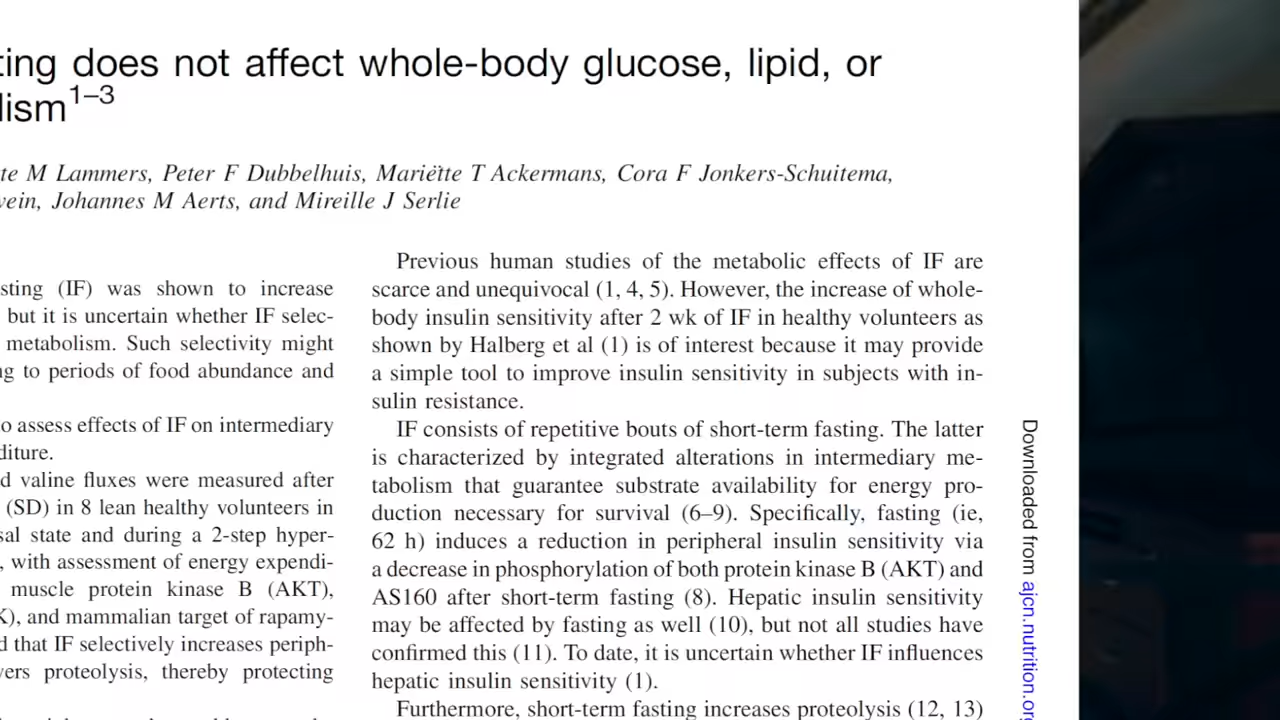 ting does not affect whole-body glucose, lipid, or
lism1–3
te M Lammers, Peter F Dubbelhuis, Mariëtte T Ackermans, Cora F Jonkers-Schuitema,
vein, Johannes M Aerts, and Mireille J Serlie
sting (IF) was shown to increase
but it is uncertain whether IF selec-
metabolism. Such selectivity might
ng to periods of food abundance and
o assess effects of IF on intermediary
diture.
d valine fluxes were measured after
(SD) in 8 lean healthy volunteers in
sal state and during a 2-step hyper-
, with assessment of energy expendi-
muscle protein kinase B (AKT),
K), and mammalian target of rapamy-
d that IF selectively increases periph-
vers proteolysis, thereby protecting
Previous human studies of the metabolic effects of IF are
scarce and unequivocal (1, 4, 5). However, the increase of whole-
body insulin sensitivity after 2 wk of IF in healthy volunteers as
shown by Halberg et al (1) is of interest because it may provide
a simple tool to improve insulin sensitivity in subjects with in-
sulin resistance.
IF consists of repetitive bouts of short-term fasting. The latter
is characterized by integrated alterations in intermediary me-
tabolism that guarantee substrate availability for energy pro-
duction necessary for survival (6–9). Specifically, fasting (ie,
62 h) induces a reduction in peripheral insulin sensitivity via
a decrease in phosphorylation of both protein kinase B (AKT) and
AS160 after short-term fasting (8). Hepatic insulin sensitivity
may be affected by fasting as well (10), but not all studies have
confirmed this (11). To date, it is uncertain whether IF influences
hepatic insulin sensitivity (1).
Furthermore, short-term fasting increases proteolysis (12, 13)
Downloaded from ajcn.nutrition.org